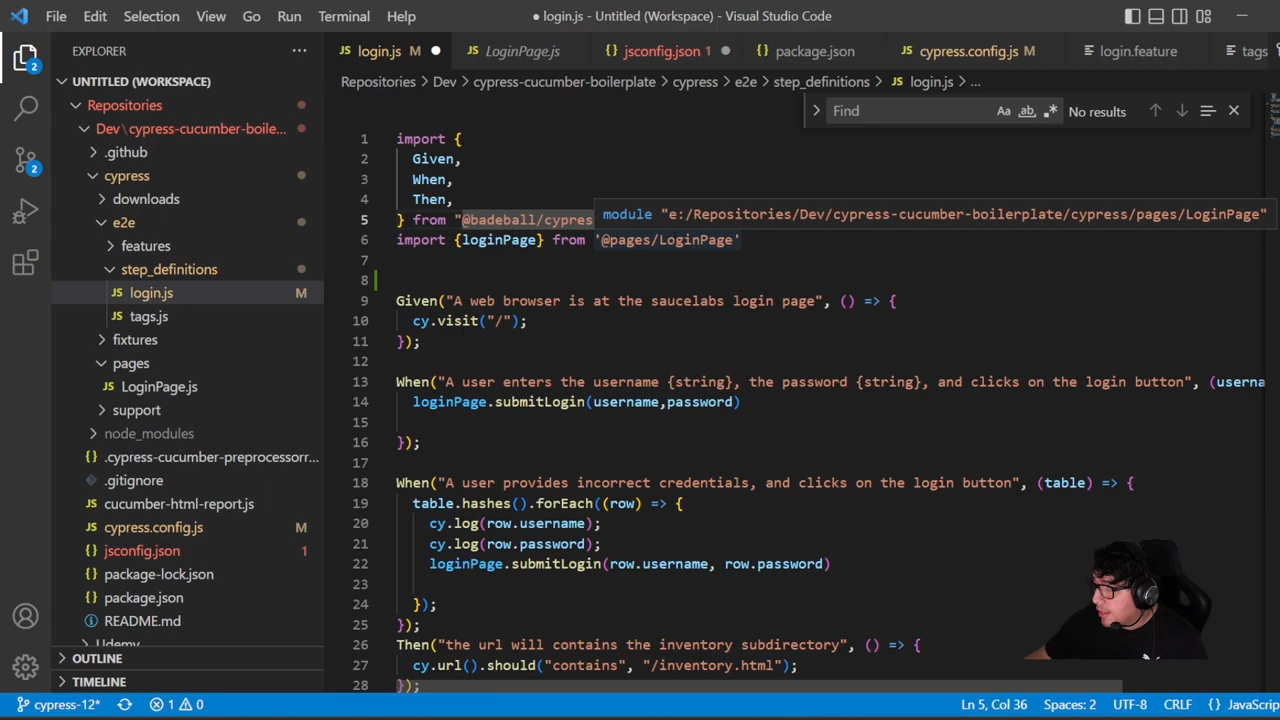 File Edit Selection View Go Run Terminal Help
● login.js - Untitled (Workspace) - Visual Studio Code
EXPLORER
2
2
UNTITLED (WORKSPACE)
Repositories
Dev\cypress-cucumber-boile...
.github
cypress
downloads
e2e
features
step_definitions
JS login.js M
JS tags.js
fixtures
pages
JS LoginPage.js
support
node_modules
{} .cypress-cucumber-preprocessorr...
.gitignore
JS cucumber-html-report.js
{} cypress.config.js M
{} jsconfig.json 1
{} package-lock.json
{} package.json
README.md
Udemy
OUTLINE
TIMELINE
JS login.js M ● JS LoginPage.js {} jsconfig.json 1 ● {} package.json JS cypress.config.js M login.feature JS tags
Repositories > Dev > cypress-cucumber-boilerplate > cypress > e2e > step_definitions > JS login.js > ...
Find Aa ab .* No results
1 import {
2 Given,
3 When,
4 Then,
module "e:/Repositories/Dev/cypress-cucumber-boilerplate/cypress/pages/LoginPage"
5 } from "@badeball/cypres
6 import {loginPage} from '@pages/LoginPage'
7
8
9 Given("A web browser is at the saucelabs login page", () => {
10 cy.visit("/");
11 });
12
13 When("A user enters the username {string}, the password {string}, and clicks on the login button", (userna
14 loginPage.submitLogin(username,password)
15
16 });
17
18 When("A user provides incorrect credentials, and clicks on the login button", (table) => {
19 table.hashes().forEach((row) => {
20 cy.log(row.username);
21 cy.log(row.password);
22 loginPage.submitLogin(row.username, row.password)
23
24 });
25 });
26 Then("the url will contains the inventory subdirectory", () => {
27 cy.url().should("contains", "/inventory.html");
28 });
cypress-12* 1 0 Ln 5, Col 36 Spaces: 2 UTF-8 CRLF {} JavaScrip